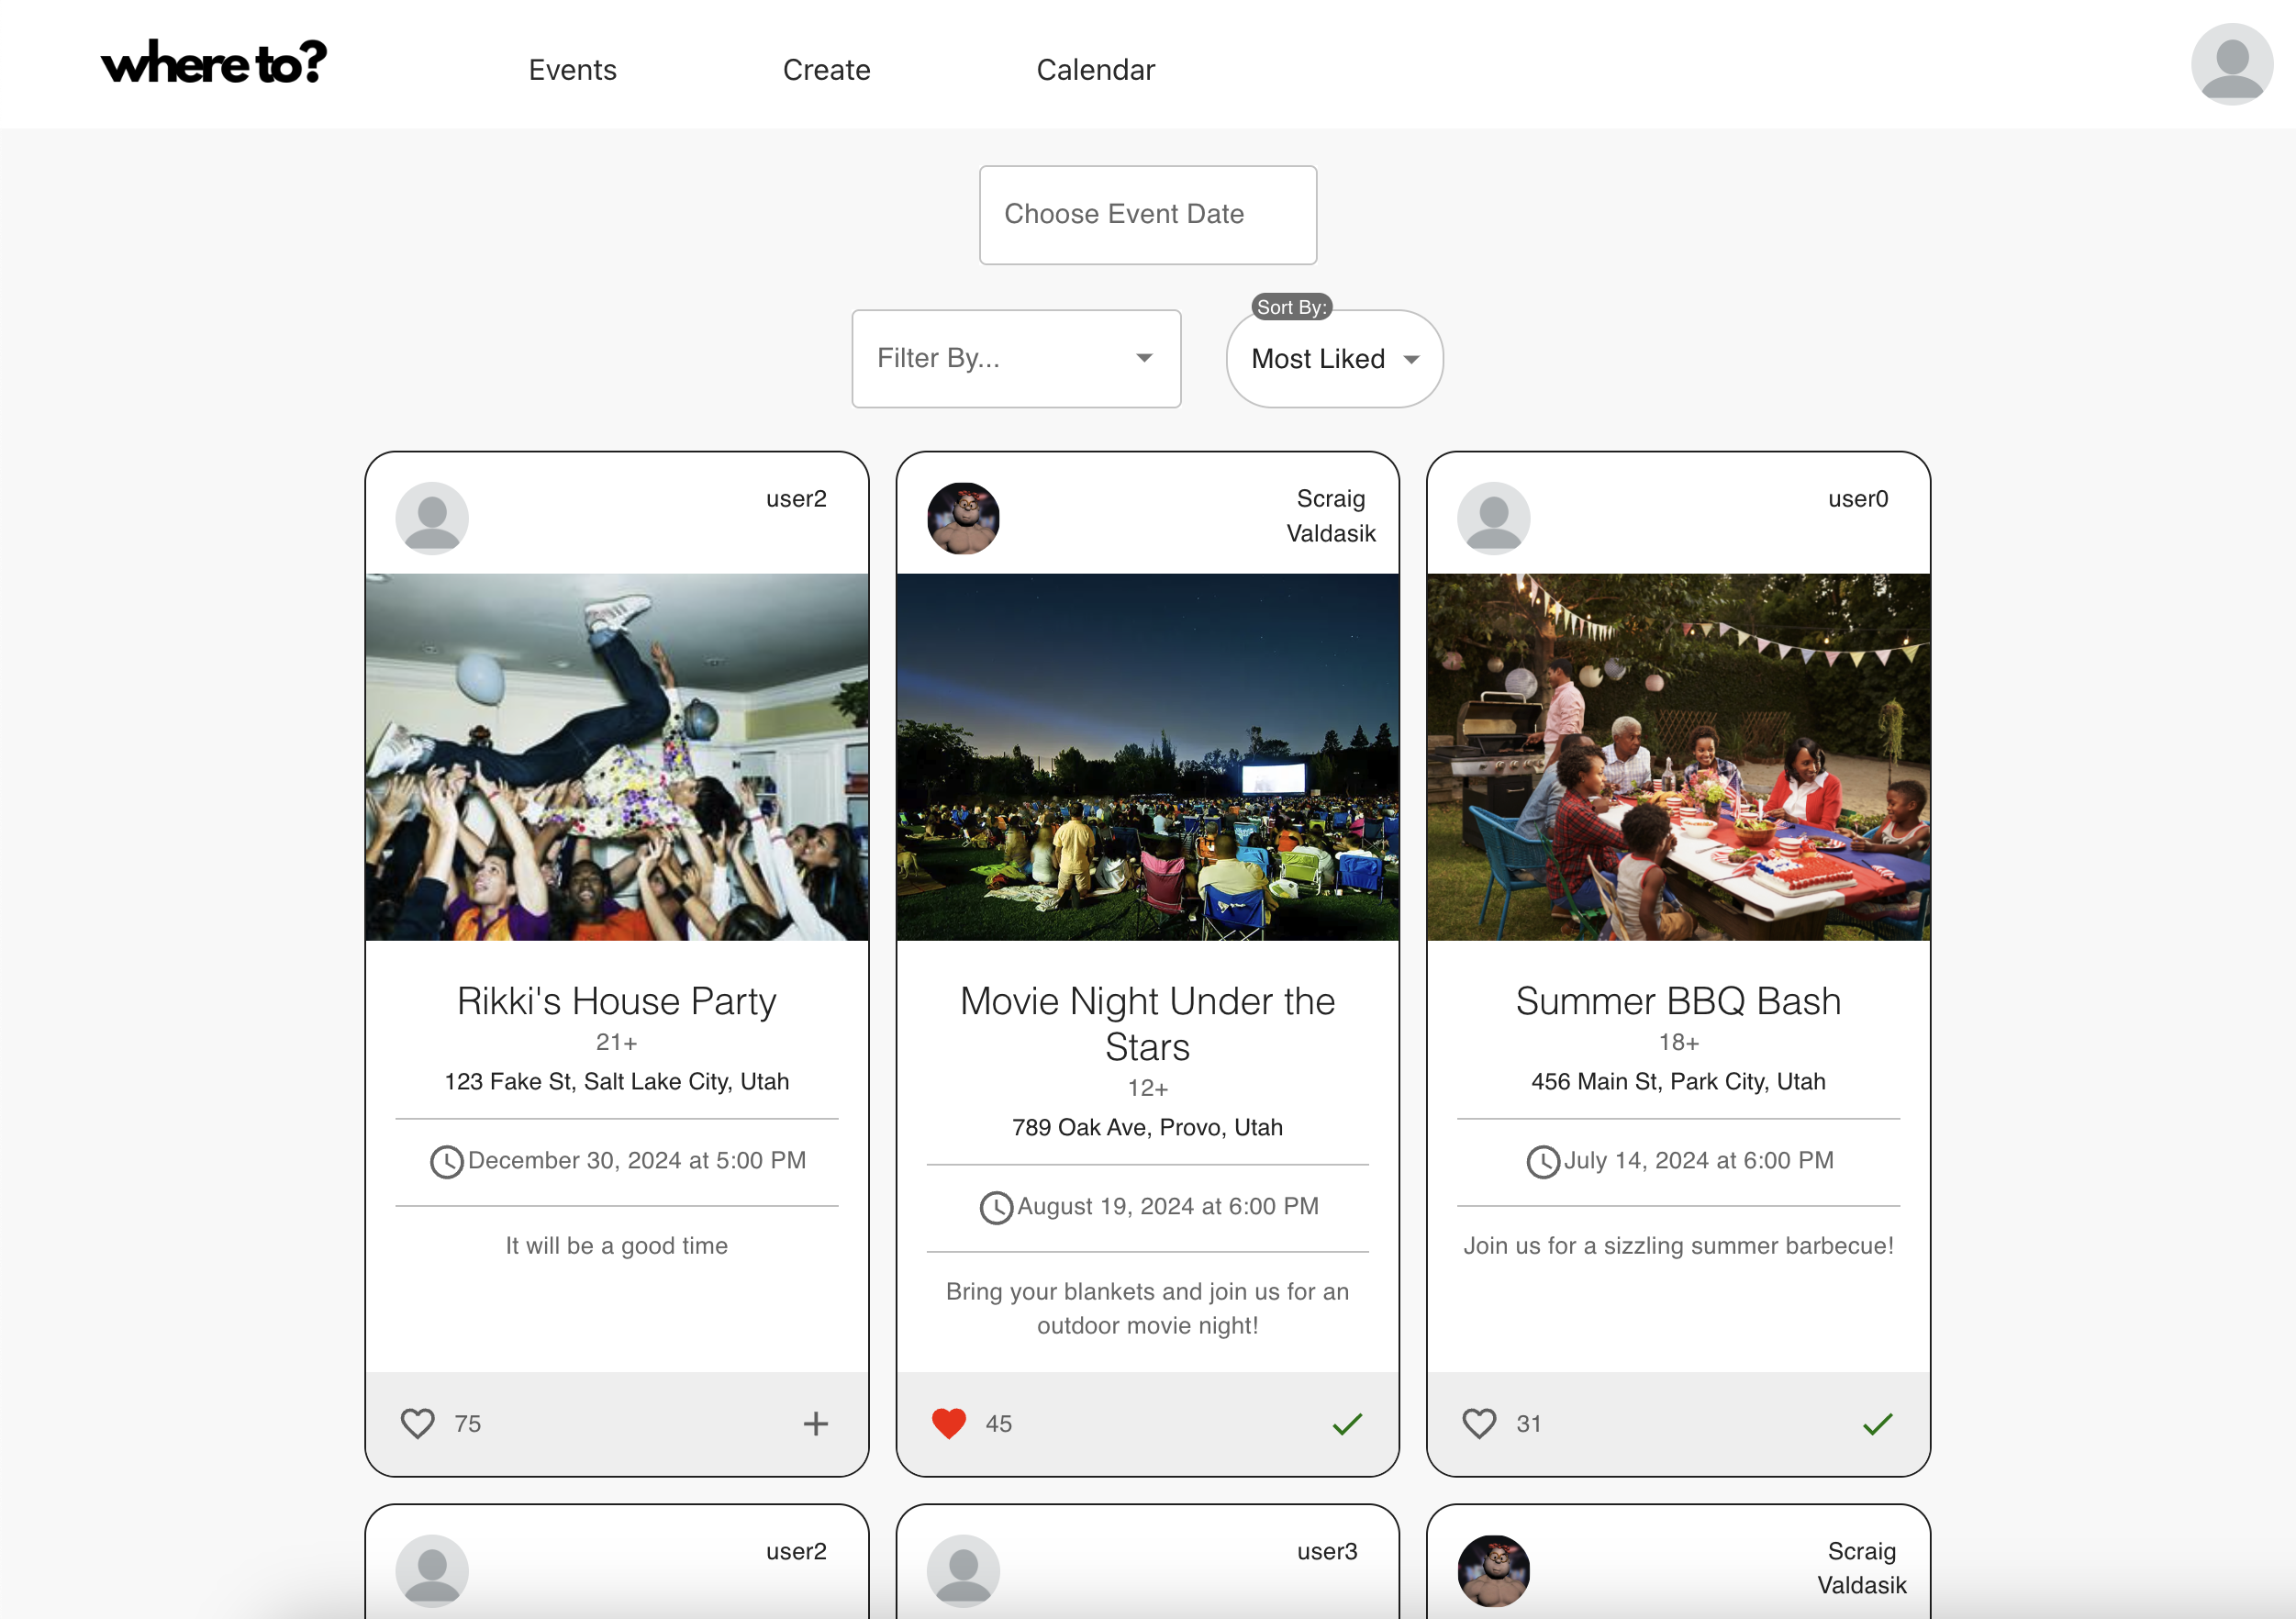 where to?
Events
Create
Calendar
Choose Event Date
Filter By...
Sort By:
Most Liked
user2
Rikki's House Party
21+
123 Fake St, Salt Lake City, Utah
December 30, 2024 at 5:00 PM
It will be a good time
75
Scraig
Valdasik
Movie Night Under the
Stars
12+
789 Oak Ave, Provo, Utah
August 19, 2024 at 6:00 PM
Bring your blankets and join us for an
outdoor movie night!
45
user0
Summer BBQ Bash
18+
456 Main St, Park City, Utah
July 14, 2024 at 6:00 PM
Join us for a sizzling summer barbecue!
31
user2
user3
Scraig
Valdasik